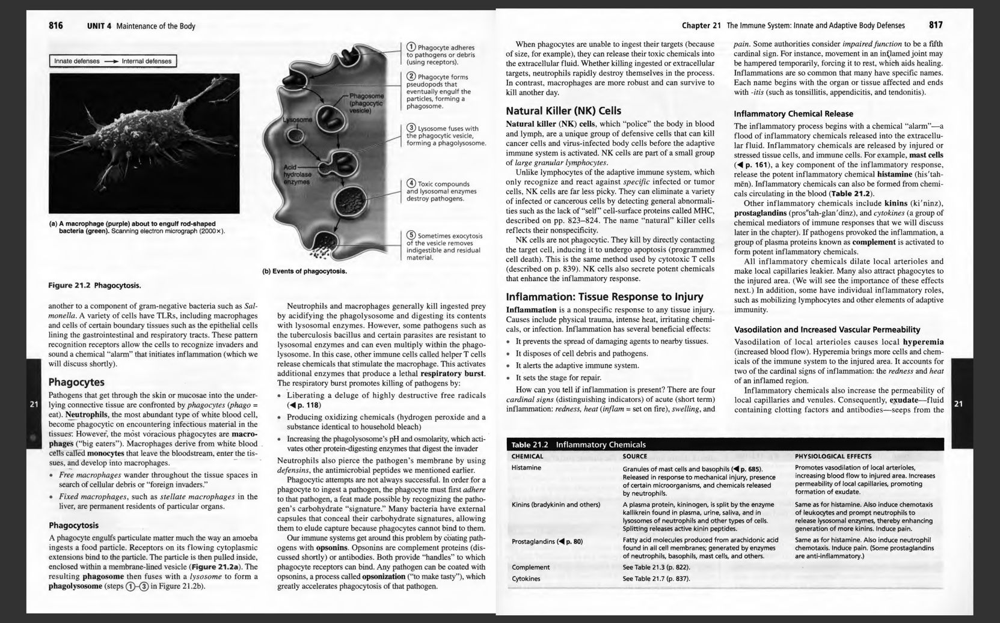 816 UNIT 4 Maintenance of the Body
Innate defenses → Internal defenses
(a) A macrophage (purple) about to engulf rod-shaped
bacteria (green). Scanning electron micrograph (2000×).
Phagosome
(phagocytic
vesicle)
Lysosome
Acid
hydrolase
enzymes
① Phagocyte adheres
to pathogens or debris
(using receptors).
② Phagocyte forms
pseudopods that
eventually engulf the
particles, forming a
phagosome.
③ Lysosome fuses with
the phagocytic vesicle,
forming a phagolysosome.
④ Toxic compounds
and lysosomal enzymes
destroy pathogens.
⑤ Sometimes exocytosis
of the vesicle removes
indigestible and residual
material.
(b) Events of phagocytosis.
Figure 21.2 Phagocytosis.
another to a component of gram-negative bacteria such as Sal-
monella. A variety of cells have TLRs, including macrophages
and cells of certain boundary tissues such as the epithelial cells
lining the gastrointestinal and respiratory tracts. These pattern
recognition receptors allow the cells to recognize invaders and
sound a chemical “alarm” that initiates inflammation (which we
will discuss shortly).
Phagocytes
Pathogens that get through the skin or mucosae into the under-
lying connective tissue are confronted by phagocytes (phago =
eat). Neutrophils, the most abundant type of white blood cell,
become phagocytic on encountering infectious material in the
tissues. However, the most voracious phagocytes are macro-
phages (“big eaters”). Macrophages derive from white blood
cells called monocytes that leave the bloodstream, enter the tis-
sues, and develop into macrophages.
• Free macrophages wander throughout the tissue spaces in
search of cellular debris or “foreign invaders.”
• Fixed macrophages, such as stellate macrophages in the
liver, are permanent residents of particular organs.
Phagocytosis
A phagocyte engulfs particulate matter much the way an amoeba
ingests a food particle. Receptors on its flowing cytoplasmic
extensions bind to the particle. The particle is then pulled inside,
enclosed within a membrane-lined vesicle (Figure 21.2a). The
resulting phagosome then fuses with a lysosome to form a
phagolysosome (steps ①–③ in Figure 21.2b).
21
Neutrophils and macrophages generally kill ingested prey
by acidifying the phagolysosome and digesting its contents
with lysosomal enzymes. However, some pathogens such as
the tuberculosis bacillus and certain parasites are resistant to
lysosomal enzymes and can even multiply within the phago-
lysosome. In this case, other immune cells called helper T cells
release chemicals that stimulate the macrophage. This activates
additional enzymes that produce a lethal respiratory burst.
The respiratory burst promotes killing of pathogens by:
• Liberating a deluge of highly destructive free radicals
(◀ p. 118)
• Producing oxidizing chemicals (hydrogen peroxide and a
substance identical to household bleach)
• Increasing the phagolysosome’s pH and osmolarity, which acti-
vates other protein-digesting enzymes that digest the invader
Neutrophils also pierce the pathogen’s membrane by using
defensins, the antimicrobial peptides we mentioned earlier.
Phagocytic attempts are not always successful. In order for a
phagocyte to ingest a pathogen, the phagocyte must first adhere
to that pathogen, a feat made possible by recognizing the patho-
gen’s carbohydrate “signature.” Many bacteria have external
capsules that conceal their carbohydrate signatures, allowing
them to elude capture because phagocytes cannot bind to them.
Our immune systems get around this problem by coating path-
ogens with opsonins. Opsonins are complement proteins (dis-
cussed shortly) or antibodies. Both provide “handles” to which
phagocyte receptors can bind. Any pathogen can be coated with
opsonins, a process called opsonization (“to make tasty”), which
greatly accelerates phagocytosis of that pathogen.
Chapter 21 The Immune System: Innate and Adaptive Body Defenses 817
When phagocytes are unable to ingest their targets (because
of size, for example), they can release their toxic chemicals into
the extracellular fluid. Whether killing ingested or extracellular
targets, neutrophils rapidly destroy themselves in the process.
In contrast, macrophages are more robust and can survive to
kill another day.
Natural Killer (NK) Cells
Natural killer (NK) cells, which “police” the body in blood
and lymph, are a unique group of defensive cells that can kill
cancer cells and virus-infected body cells before the adaptive
immune system is activated. NK cells are part of a small group
of large granular lymphocytes.
Unlike lymphocytes of the adaptive immune system, which
only recognize and react against specific infected or tumor
cells, NK cells are far less picky. They can eliminate a variety
of infected or cancerous cells by detecting general abnormali-
ties such as the lack of “self” cell-surface proteins called MHC,
described on pp. 823–824. The name “natural” killer cells
reflects their nonspecificity.
NK cells are not phagocytic. They kill by directly contacting
the target cell, inducing it to undergo apoptosis (programmed
cell death). This is the same method used by cytotoxic T cells
(described on p. 839). NK cells also secrete potent chemicals
that enhance the inflammatory response.
Inflammation: Tissue Response to Injury
Inflammation is a nonspecific response to any tissue injury.
Causes include physical trauma, intense heat, irritating chemi-
cals, or infection. Inflammation has several beneficial effects:
• It prevents the spread of damaging agents to nearby tissues.
• It disposes of cell debris and pathogens.
• It alerts the adaptive immune system.
• It sets the stage for repair.
How can you tell if inflammation is present? There are four
cardinal signs (distinguishing indicators) of acute (short term)
inflammation: redness, heat (inflam = set on fire), swelling, and
pain. Some authorities consider impaired function to be a fifth
cardinal sign. For instance, movement in an inflamed joint may
be hampered temporarily, forcing it to rest, which aids healing.
Inflammations are so common that many have specific names.
Each name begins with the organ or tissue affected and ends
with -itis (such as tonsillitis, appendicitis, and tendonitis).
Inflammatory Chemical Release
The inflammatory process begins with a chemical “alarm”—a
flood of inflammatory chemicals released into the extracellu-
lar fluid. Inflammatory chemicals are released by injured or
stressed tissue cells, and immune cells. For example, mast cells
(◀ p. 161), a key component of the inflammatory response,
release the potent inflammatory chemical histamine (his′tah-
mēn). Inflammatory chemicals can also be formed from chemi-
cals circulating in the blood (Table 21.2).
Other inflammatory chemicals include kinins (ki′ninz),
prostaglandins (pros″tah-glan′dinz), and cytokines (a group of
chemical mediators of immune responses that we will discuss
later in the chapter). If pathogens provoked the inflammation, a
group of plasma proteins known as complement is activated to
form potent inflammatory chemicals.
All inflammatory chemicals dilate local arterioles and
make local capillaries leakier. Many also attract phagocytes to
the injured area. (We will see the importance of these effects
next.) In addition, some have individual inflammatory roles,
such as mobilizing lymphocytes and other elements of adaptive
immunity.
Vasodilation and Increased Vascular Permeability
Vasodilation of local arterioles causes local hyperemia
(increased blood flow). Hyperemia brings more cells and chem-
icals of the immune system to the injured area. It accounts for
two of the cardinal signs of inflammation: the redness and heat
of an inflamed region.
Inflammatory chemicals also increase the permeability of
local capillaries and venules. Consequently, exudate—fluid
containing clotting factors and antibodies—seeps from the
21
Table 21.2 Inflammatory Chemicals
CHEMICAL SOURCE PHYSIOLOGICAL EFFECTS
Histamine
Granules of mast cells and basophils (◀ p. 685).
Released in response to mechanical injury, presence
of certain microorganisms, and chemicals released
by neutrophils.
Promotes vasodilation of local arterioles,
increasing blood flow to injured area. Increases
permeability of local capillaries, promoting
formation of exudate.
Kinins (bradykinin and others)
A plasma protein, kininogen, is split by the enzyme
kallikrein found in plasma, urine, saliva, and in
lysosomes of neutrophils and other types of cells.
Splitting releases active kinin peptides.
Same as for histamine. Also induce chemotaxis
of leukocytes and prompt neutrophils to
release lysosomal enzymes, thereby enhancing
generation of more kinins. Induce pain.
Prostaglandins (◀ p. 80)
Fatty acid molecules produced from arachidonic acid
found in all cell membranes; generated by enzymes
of neutrophils, basophils, mast cells, and others.
Same as for histamine. Also induce neutrophil
chemotaxis. Induce pain. (Some prostaglandins
are anti-inflammatory.)
Complement See Table 21.3 (p. 822).
Cytokines See Table 21.7 (p. 837).